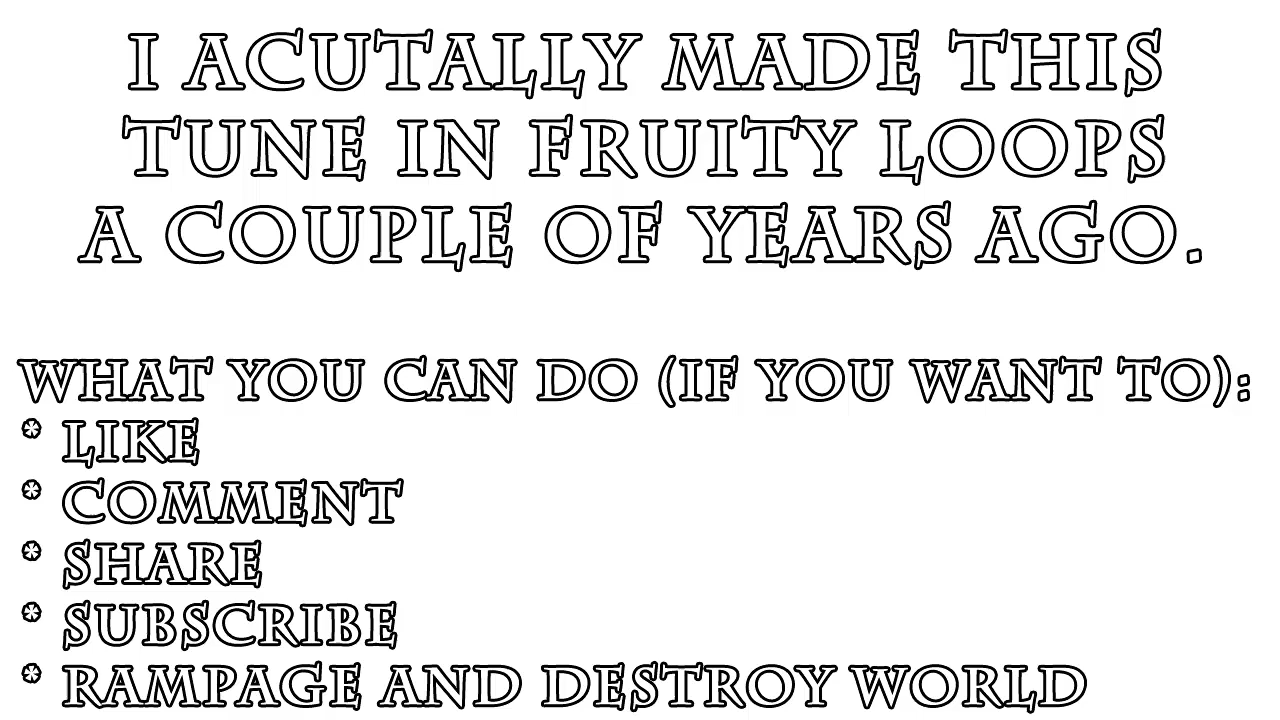 I ACUTALLY MADE THIS
TUNE IN FRUITY LOOPS
A COUPLE OF YEARS AGO.
WHAT YOU CAN DO (IF YOU WANT TO):
* LIKE
* COMMENT
* SHARE
* SUBSCRIBE
* RAMPAGE AND DESTROY WORLD